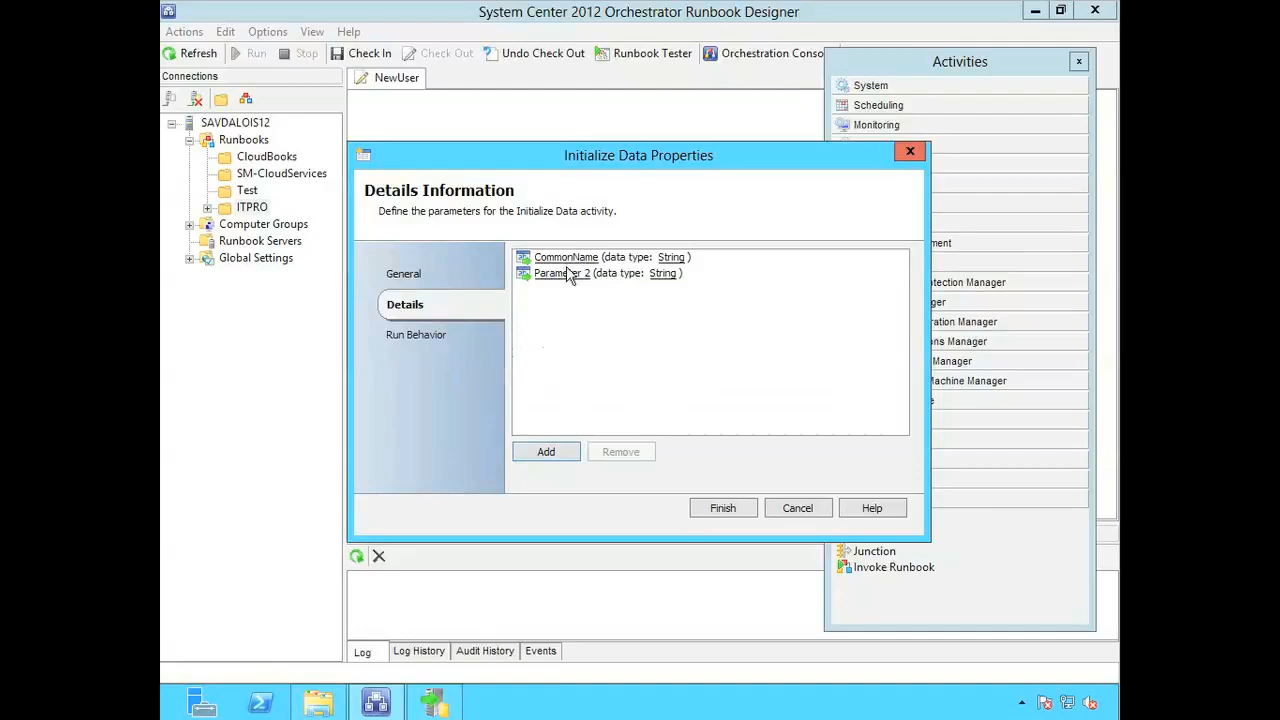 System Center 2012 Orchestrator Runbook Designer
Actions Edit Options View Help
Refresh Run Stop Check In Check Out Undo Check Out Runbook Tester Orchestration Conso
Connections
NewUser
Activities
SAVDALOIS12
Runbooks
CloudBooks
SM-CloudServices
Test
ITPRO
Computer Groups
Runbook Servers
Global Settings
System
Scheduling
Monitoring
Initialize Data Properties
Details Information
Define the parameters for the Initialize Data activity.
General
Details
Run Behavior
CommonName (data type: String )
Parameter 2 (data type: String )
Add Remove
Finish Cancel Help
ment
otection Manager
ger
ration Manager
ons Manager
Manager
Machine Manager
e
Junction
Invoke Runbook
Log Log History Audit History Events